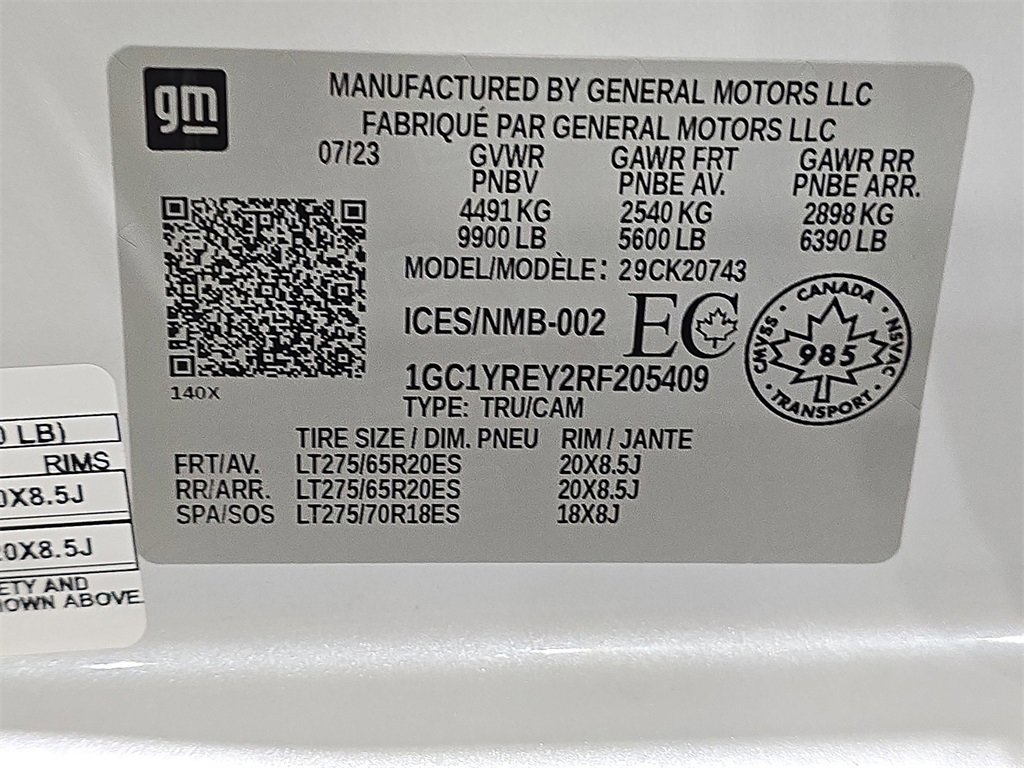 gm
MANUFACTURED BY GENERAL MOTORS LLC
FABRIQUÉ PAR GENERAL MOTORS LLC
07/23 GVWR GAWR FRT GAWR RR
PNBV PNBE AV. PNBE ARR.
4491 KG 2540 KG 2898 KG
9900 LB 5600 LB 6390 LB
MODEL/MODÈLE: 29CK20743
ICES/NMB-002 EC
CANADA
CMVSS 985 NSVAC
TRANSPORT
140X
1GC1YREY2RF205409
TYPE: TRU/CAM
TIRE SIZE / DIM. PNEU RIM / JANTE
FRT/AV. LT275/65R20ES 20X8.5J
RR/ARR. LT275/65R20ES 20X8.5J
SPA/SOS LT275/70R18ES 18X8J
0 LB)
RIMS
0X8.5J
20X8.5J
ETY AND
OWN ABOVE.